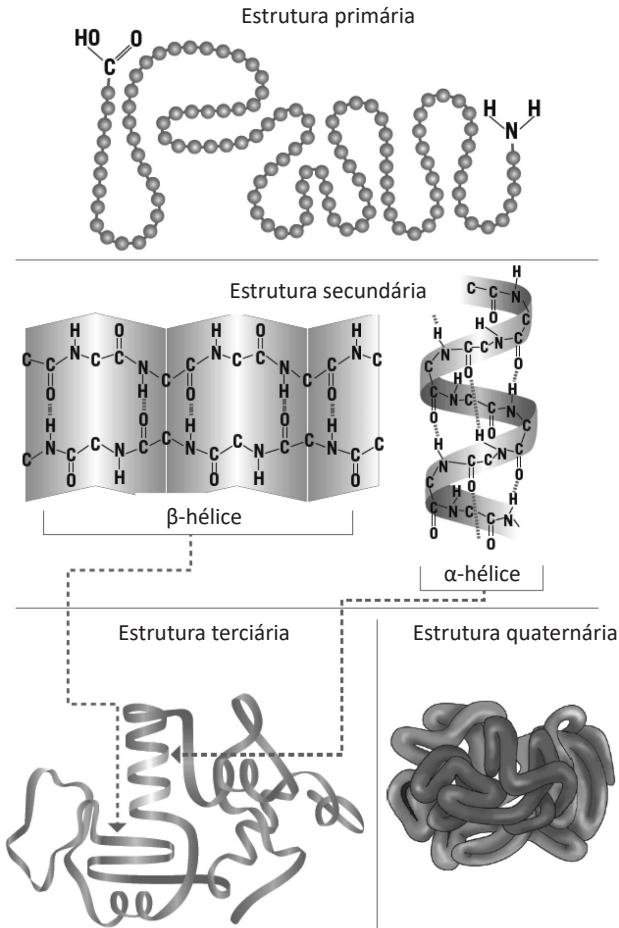 Estrutura primária
HO O
C
H H
N
Estrutura secundária
H O H O H
C N C C N C C N C C N C C N C
O H O H O
H O H O H
C N C C N C C N C C N C C N C
O H O H O
H
C C N
O
H H
N C C N C
C O O
H H
C N C C N
O C
H H
N C C N C
C O O
H H
C N C C N
O O
β-hélice
α-hélice
Estrutura terciária
Estrutura quaternária